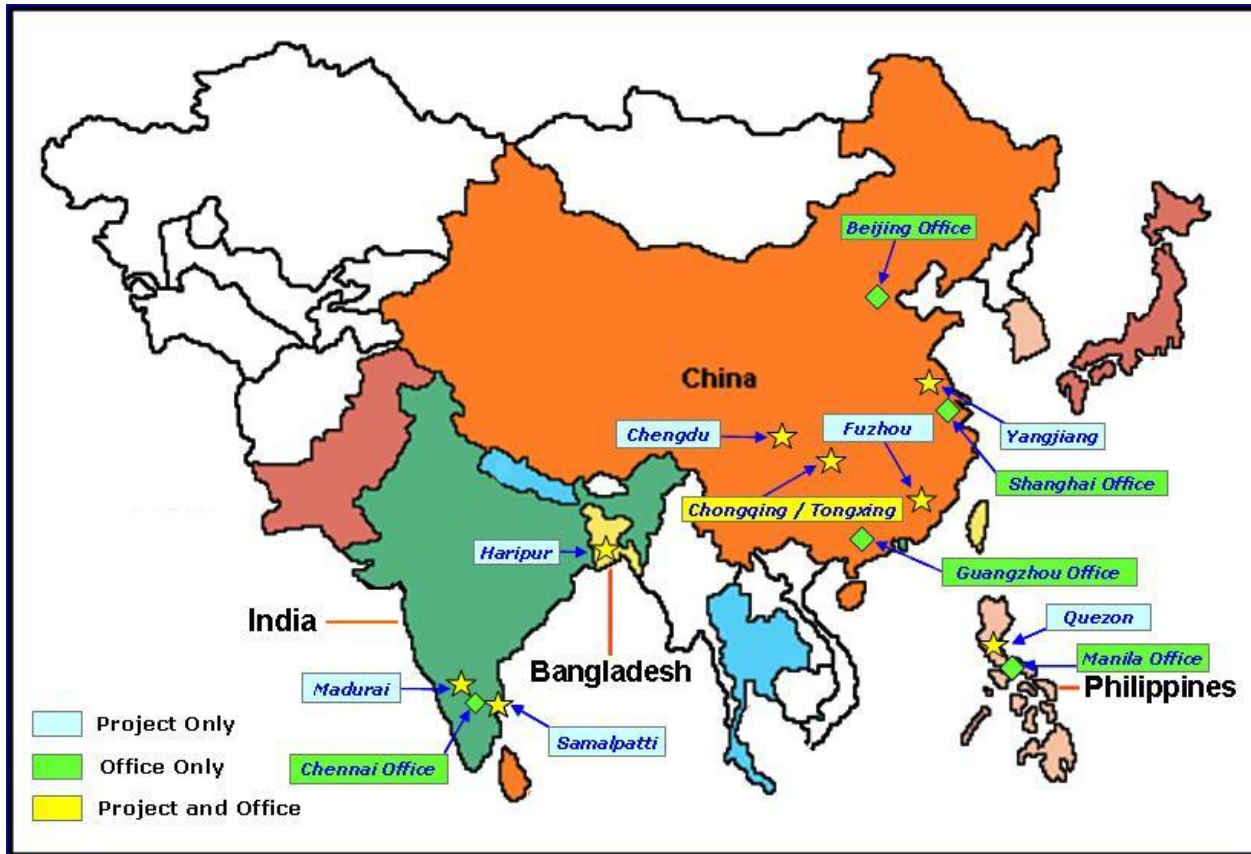 Beijing Office
China
Chengdu
Fuzhou
Yangjiang
Shanghai Office
Chongqing / Tongxing
Haripur
Guangzhou Office
India
Bangladesh
Quezon
Manila Office
Philippines
Madurai
Samalpatti
Chennai Office
Project Only
Office Only
Project and Office